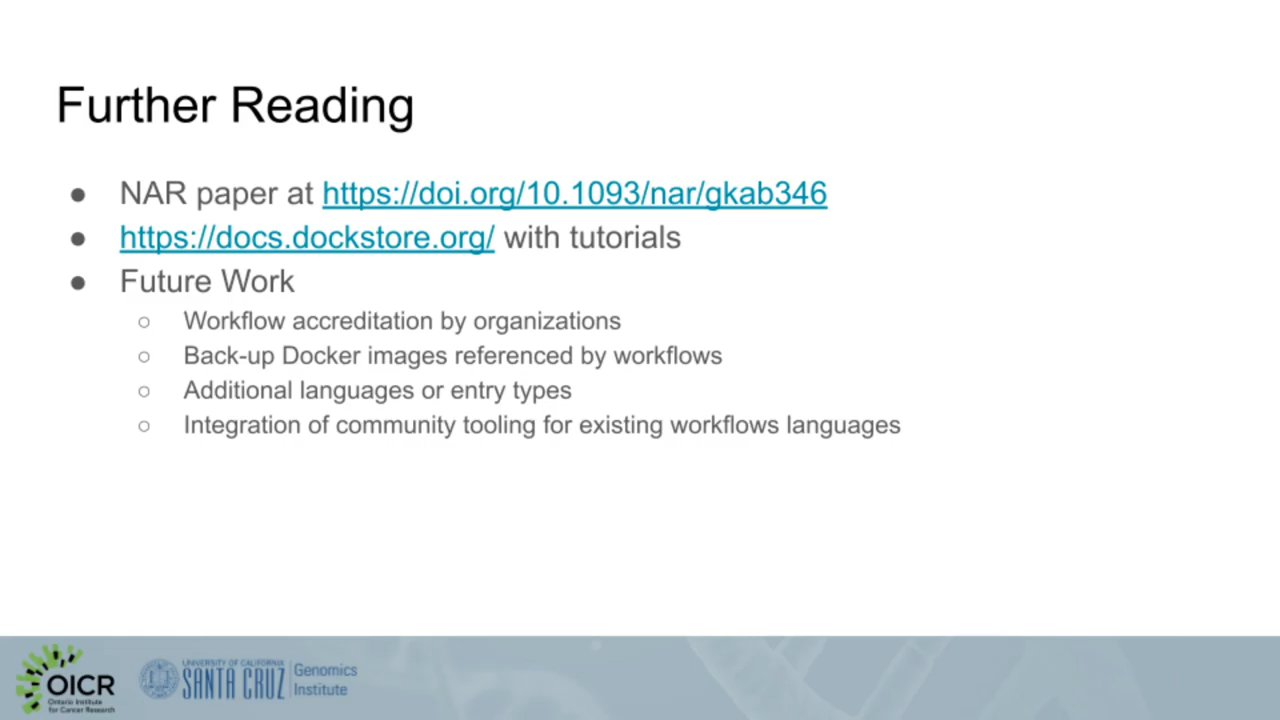 Further Reading
● NAR paper at https://doi.org/10.1093/nar/gkab346
● https://docs.dockstore.org/ with tutorials
● Future Work
○ Workflow accreditation by organizations
○ Back-up Docker images referenced by workflows
○ Additional languages or entry types
○ Integration of community tooling for existing workflows languages
OICR
Ontario Institute
for Cancer Research
UNIVERSITY OF CALIFORNIA
SANTA CRUZ
Genomics
Institute